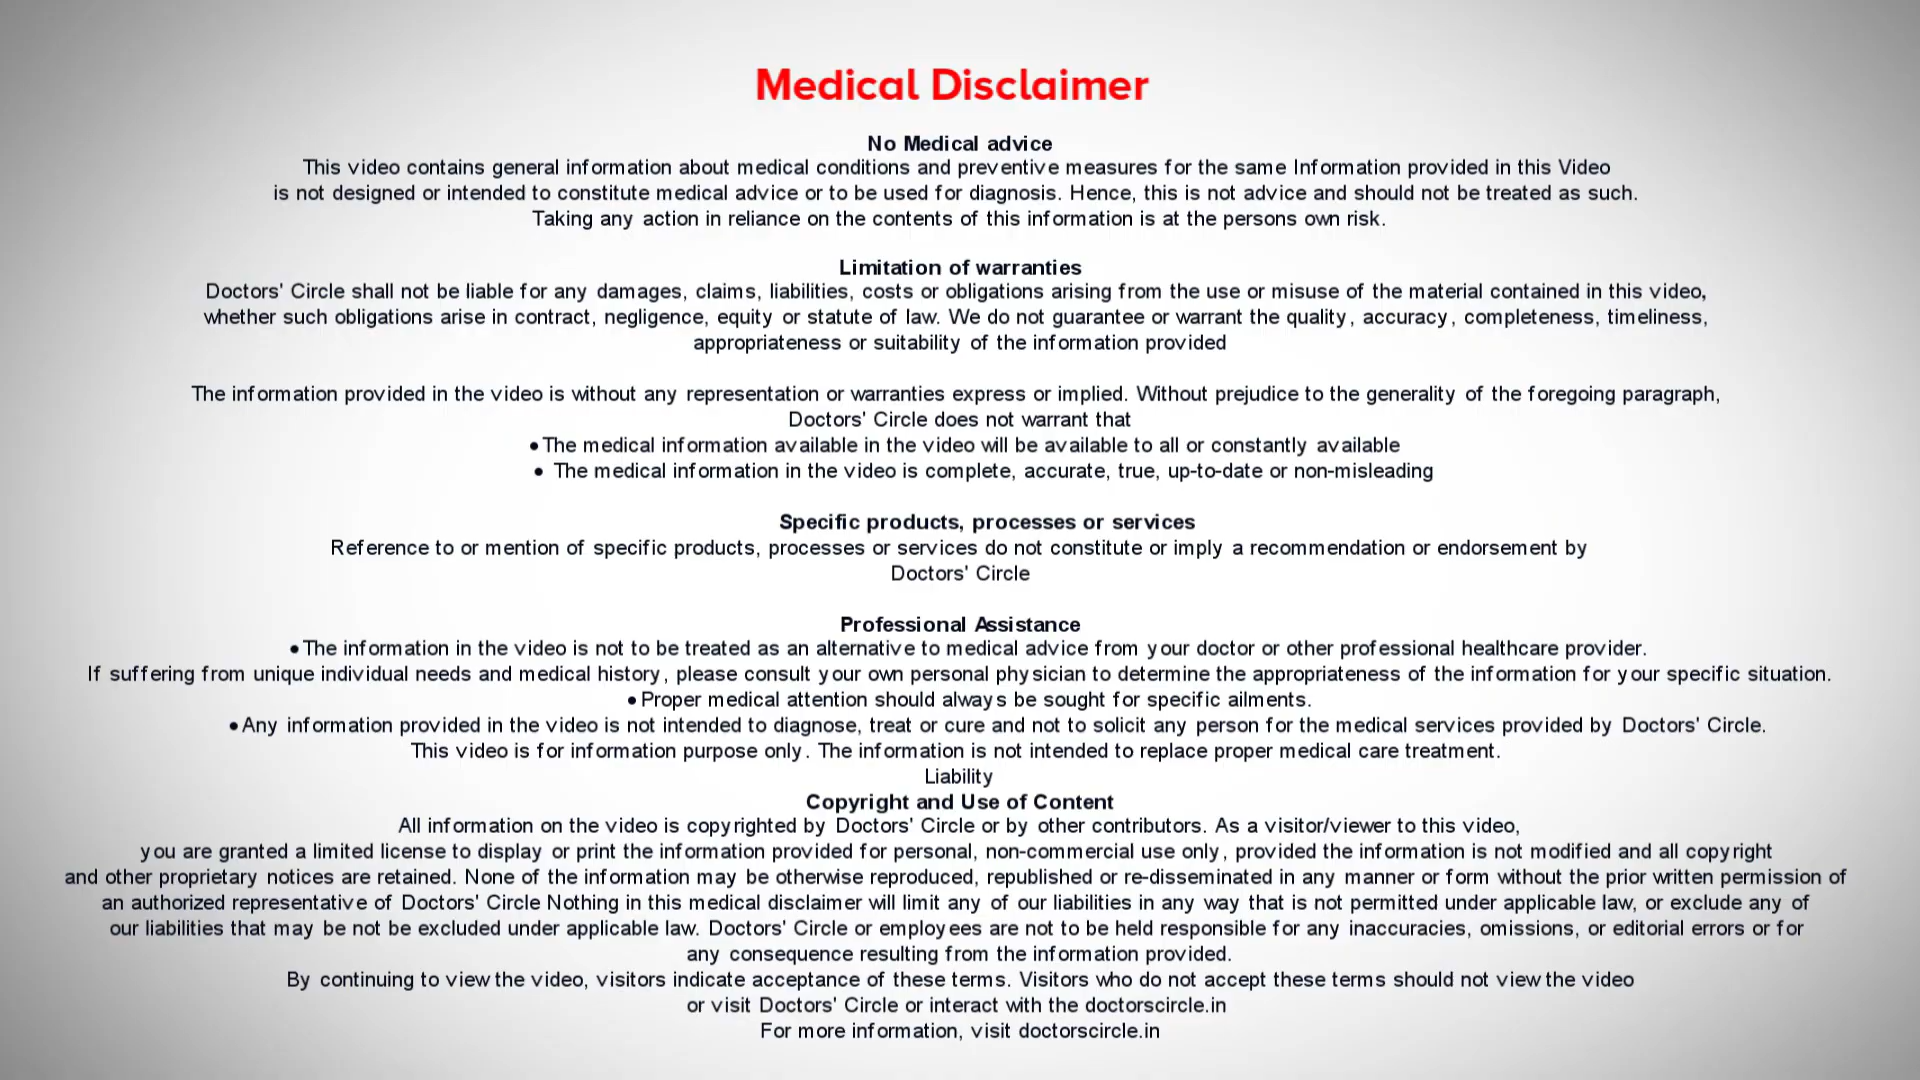 Medical Disclaimer
No Medical advice
This video contains general information about medical conditions and preventive measures for the same Information provided in this Video
is not designed or intended to constitute medical advice or to be used for diagnosis. Hence, this is not advice and should not be treated as such.
Taking any action in reliance on the contents of this information is at the persons own risk.
Limitation of warranties
Doctors' Circle shall not be liable for any damages, claims, liabilities, costs or obligations arising from the use or misuse of the material contained in this video,
whether such obligations arise in contract, negligence, equity or statute of law. We do not guarantee or warrant the quality, accuracy, completeness, timeliness,
appropriateness or suitability of the information provided
The information provided in the video is without any representation or warranties express or implied. Without prejudice to the generality of the foregoing paragraph,
Doctors' Circle does not warrant that
• The medical information available in the video will be available to all or constantly available
• The medical information in the video is complete, accurate, true, up-to-date or non-misleading
Specific products, processes or services
Reference to or mention of specific products, processes or services do not constitute or imply a recommendation or endorsement by
Doctors' Circle
Professional Assistance
• The information in the video is not to be treated as an alternative to medical advice from your doctor or other professional healthcare provider.
If suffering from unique individual needs and medical history, please consult your own personal physician to determine the appropriateness of the information for your specific situation.
• Proper medical attention should always be sought for specific ailments.
• Any information provided in the video is not intended to diagnose, treat or cure and not to solicit any person for the medical services provided by Doctors' Circle.
This video is for information purpose only. The information is not intended to replace proper medical care treatment.
Liability
Copyright and Use of Content
All information on the video is copyrighted by Doctors' Circle or by other contributors. As a visitor/viewer to this video,
you are granted a limited license to display or print the information provided for personal, non-commercial use only, provided the information is not modified and all copyright
and other proprietary notices are retained. None of the information may be otherwise reproduced, republished or re-disseminated in any manner or form without the prior written permission of
an authorized representative of Doctors' Circle Nothing in this medical disclaimer will limit any of our liabilities in any way that is not permitted under applicable law, or exclude any of
our liabilities that may be not be excluded under applicable law. Doctors' Circle or employees are not to be held responsible for any inaccuracies, omissions, or editorial errors or for
any consequence resulting from the information provided.
By continuing to view the video, visitors indicate acceptance of these terms. Visitors who do not accept these terms should not view the video
or visit Doctors' Circle or interact with the doctorscircle.in
For more information, visit doctorscircle.in